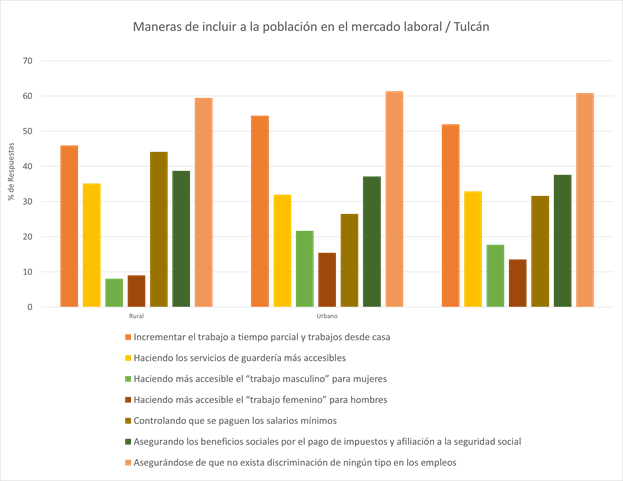 Maneras de incluir a la población en el mercado laboral / Tulcán
70
60
50
40
30
20
10
0
% de Respuestas
Rural
Urbano
Incrementar el trabajo a tiempo parcial y trabajos desde casa
Haciendo los servicios de guardería más accesibles
Haciendo más accesible el “trabajo masculino” para mujeres
Haciendo más accesible el “trabajo femenino” para hombres
Controlando que se paguen los salarios mínimos
Asegurando los beneficios sociales por el pago de impuestos y afiliación a la seguridad social
Asegurándose de que no exista discriminación de ningún tipo en los empleos